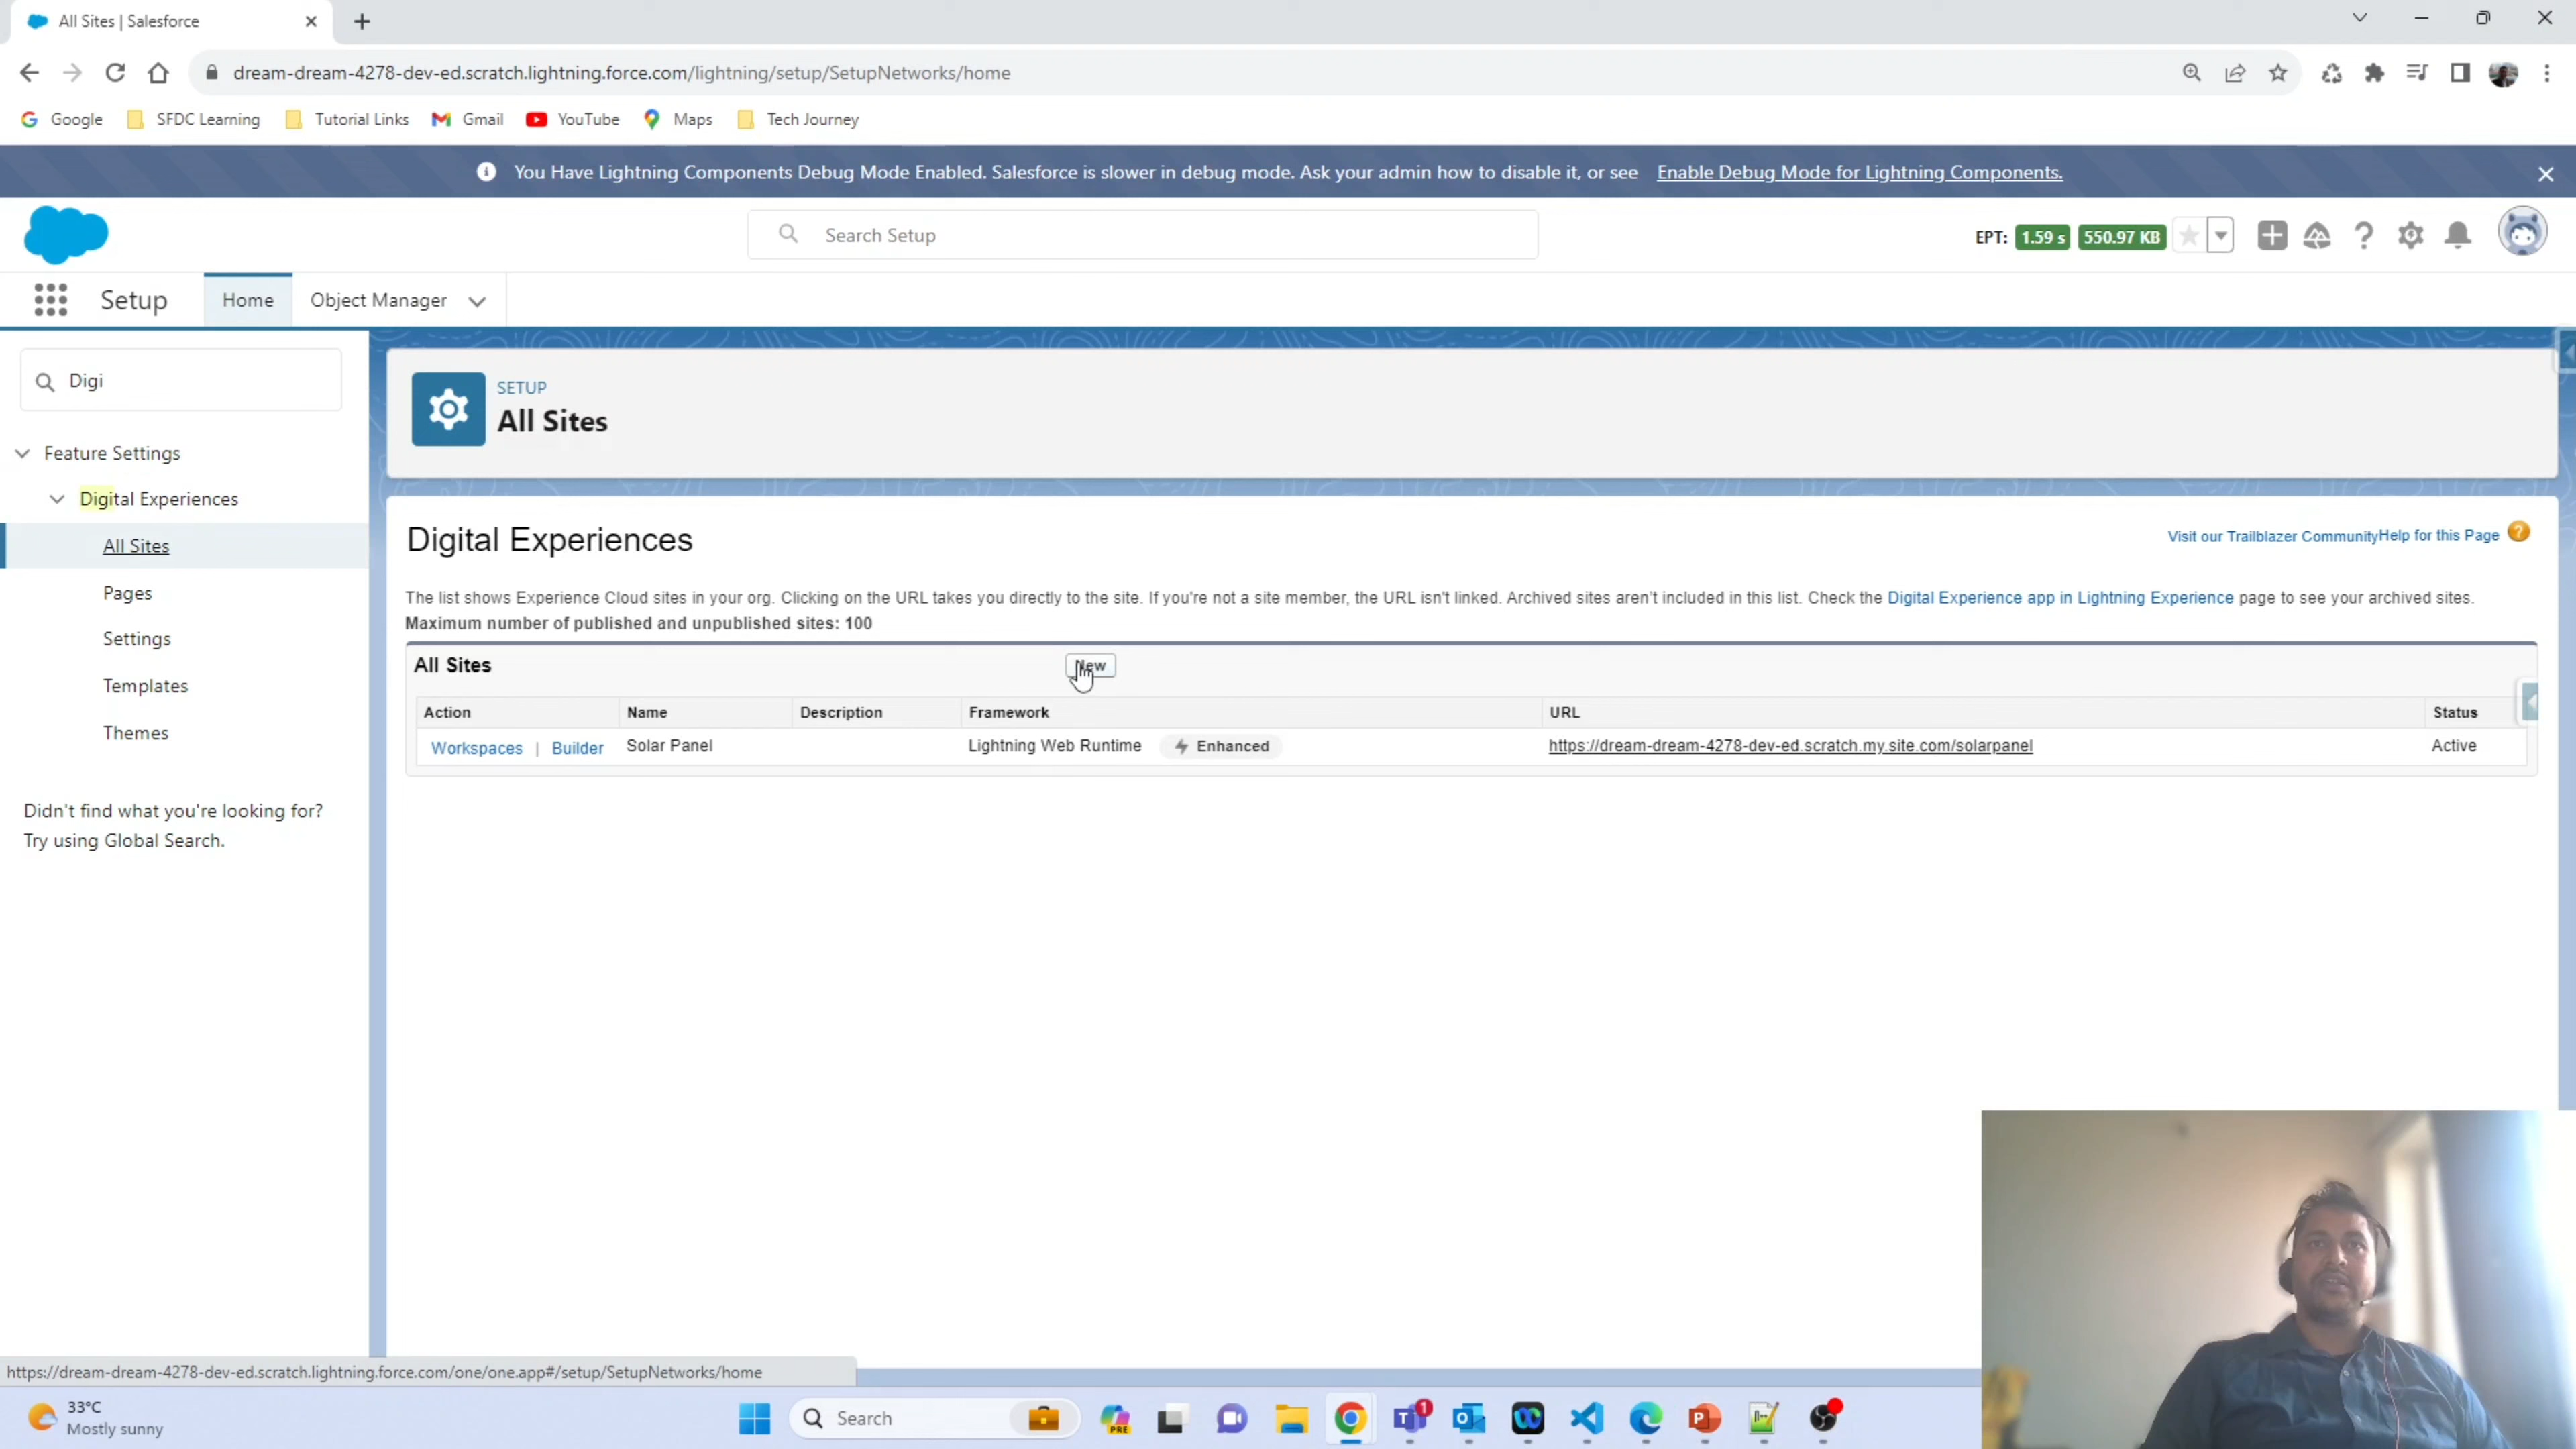 All Sites | Salesforce
dream-dream-4278-dev-ed.scratch.lightning.force.com/lightning/setup/SetupNetworks/home
Google SFDC Learning Tutorial Links Gmail YouTube Maps Tech Journey
You Have Lightning Components Debug Mode Enabled. Salesforce is slower in debug mode. Ask your admin how to disable it, or see Enable Debug Mode for Lightning Components.
Search Setup
EPT: 1.59 s 550.97 KB
Setup Home Object Manager
Digi
Feature Settings
Digital Experiences
All Sites
Pages
Settings
Templates
Themes
Didn't find what you're looking for?
Try using Global Search.
SETUP
All Sites
Digital Experiences
Visit our Trailblazer CommunityHelp for this Page ?
The list shows Experience Cloud sites in your org. Clicking on the URL takes you directly to the site. If you're not a site member, the URL isn't linked. Archived sites aren't included in this list. Check the Digital Experience app in Lightning Experience page to see your archived sites.
Maximum number of published and unpublished sites: 100
All Sites New
Action Name Description Framework URL Status
Workspaces | Builder Solar Panel Lightning Web Runtime Enhanced https://dream-dream-4278-dev-ed.scratch.my.site.com/solarpanel Active
https://dream-dream-4278-dev-ed.scratch.lightning.force.com/one/one.app#/setup/SetupNetworks/home
33°C
Mostly sunny
Search
PRE
1